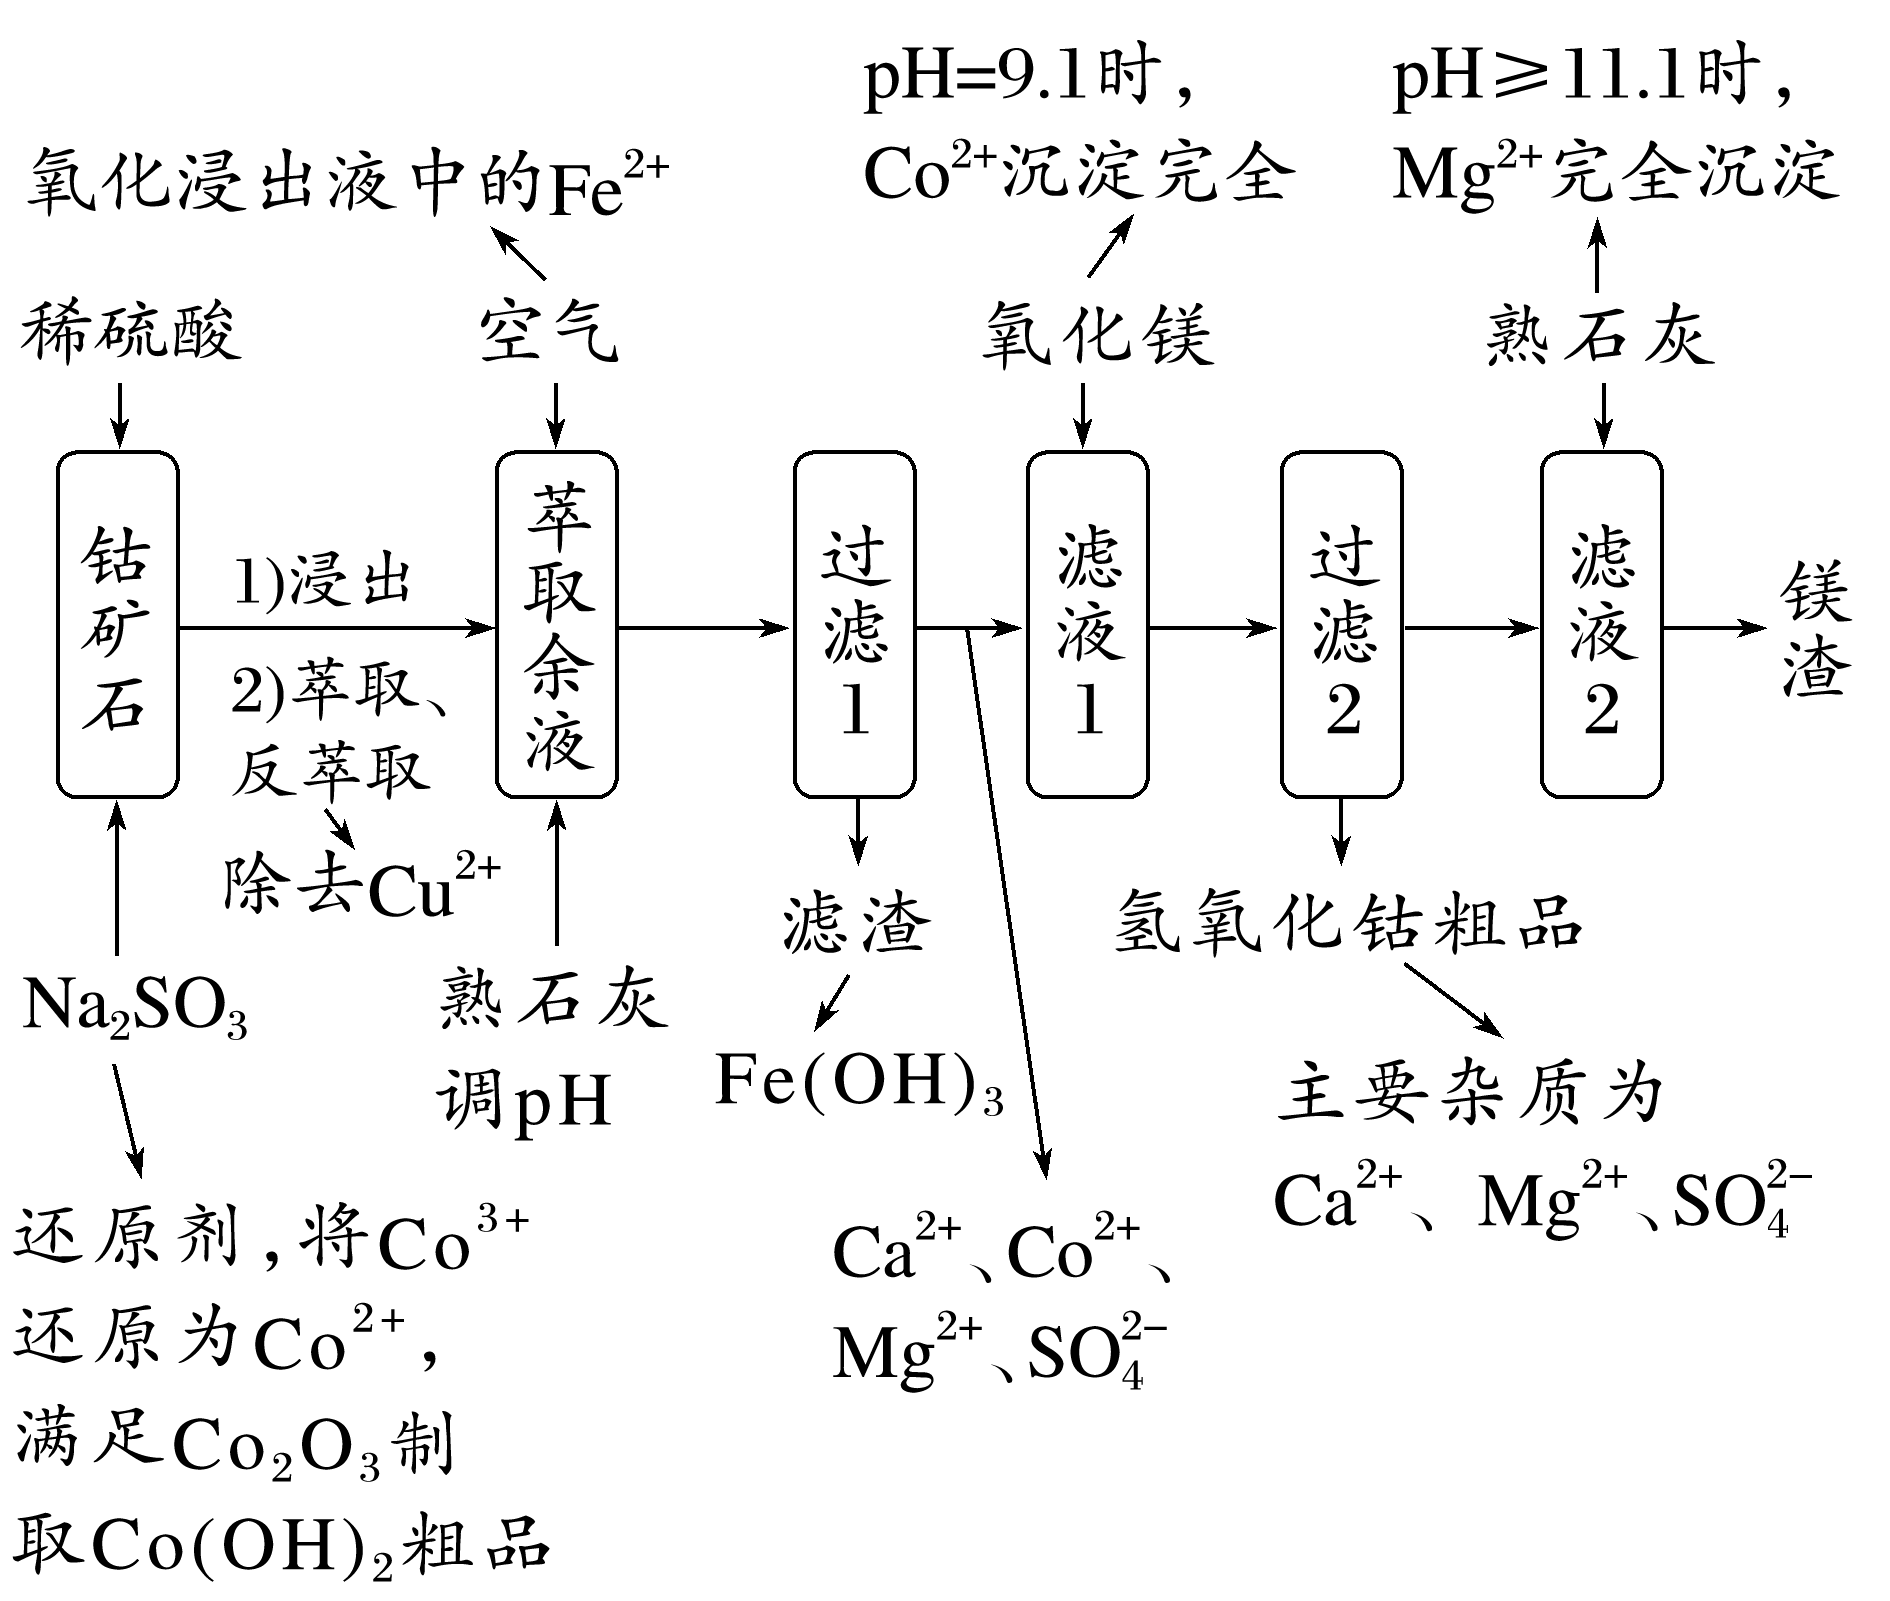 pH=9.1时,
Co²⁺沉淀完全
pH⩾11.1时,
Mg²⁺完全沉淀
氧化浸出液中的Fe²⁺
稀硫酸
空气
氧化镁
熟石灰
钴矿石
1)浸出
2)萃取、
反萃取
除去Cu²⁺
萃取余液
过滤1
滤液1
过滤2
滤液2
镁渣
Na₂SO₃
熟石灰
调pH
滤渣
Fe(OH)₃
氢氧化钴粗品
主要杂质为
Ca²⁺、Mg²⁺、SO₄²⁻
还原剂,将Co³⁺
还原为Co²⁺,
满足Co₂O₃制
取Co(OH)₂粗品
Ca²⁺、Co²⁺、
Mg²⁺、SO₄²⁻